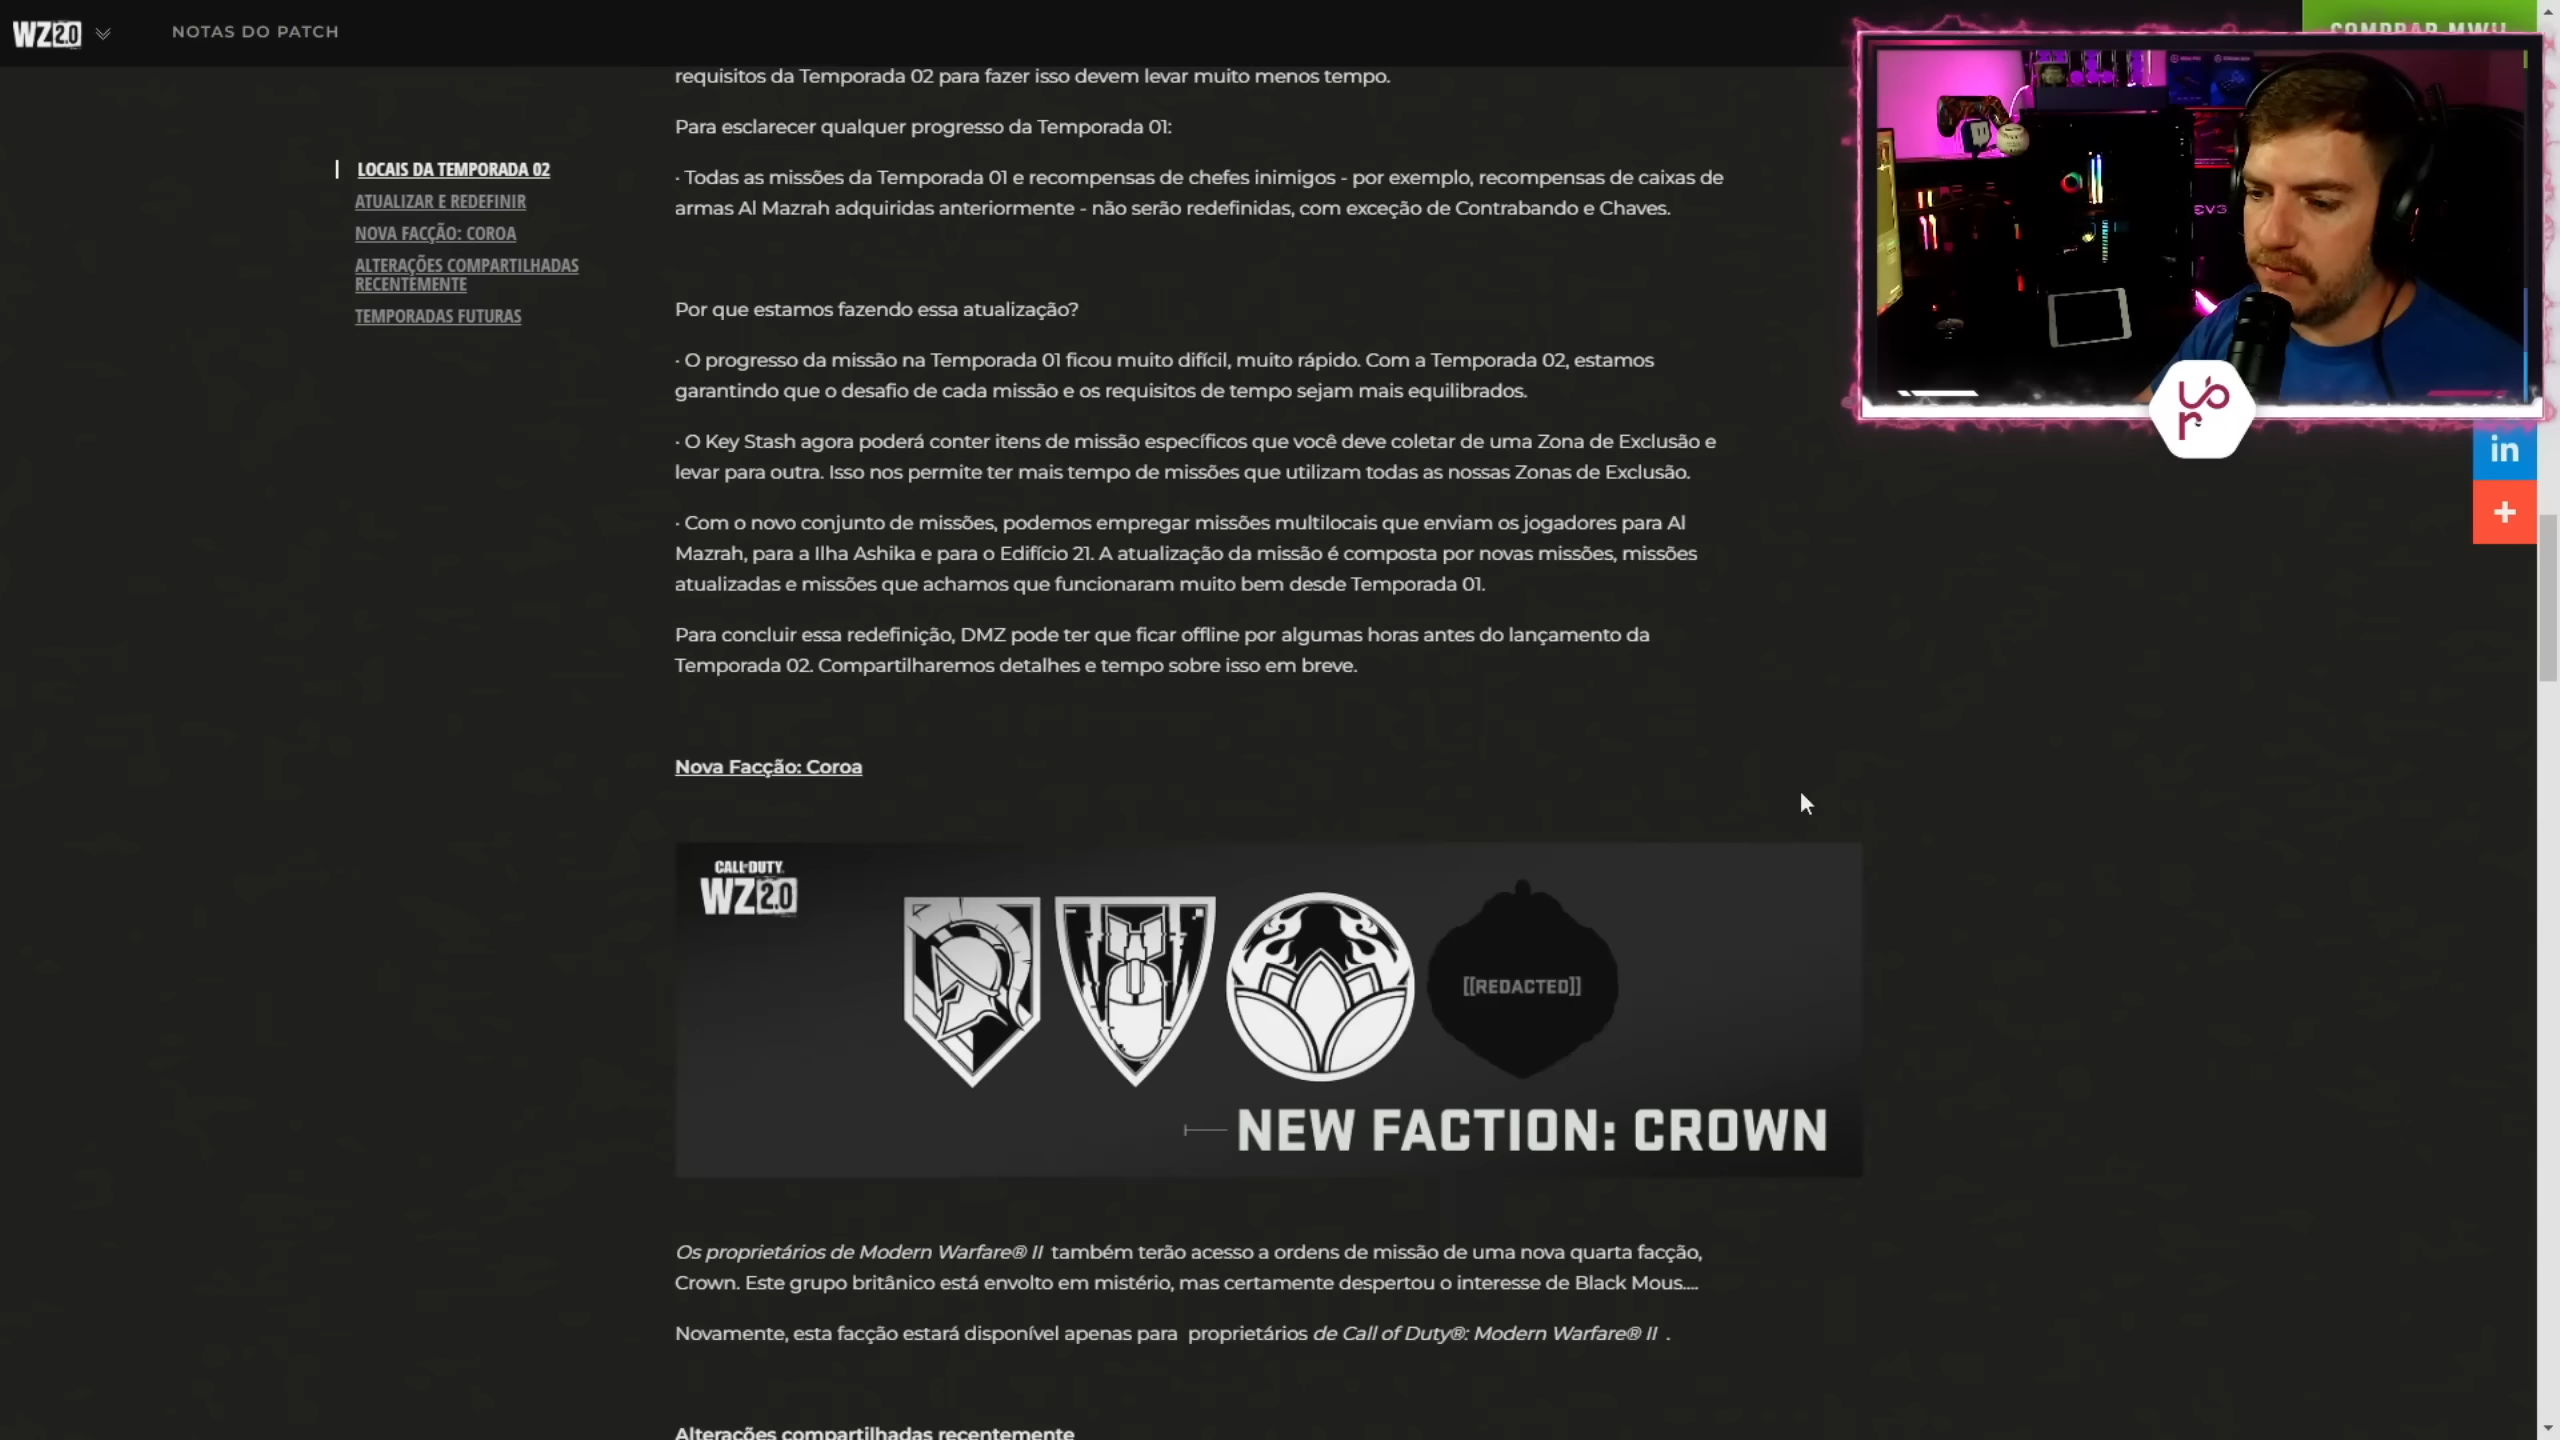 WZ2.0
NOTAS DO PATCH
requisitos da Temporada 02 para fazer isso devem levar muito menos tempo.
Para esclarecer qualquer progresso da Temporada 01:
· Todas as missões da Temporada 01 e recompensas de chefes inimigos - por exemplo, recompensas de caixas de
armas Al Mazrah adquiridas anteriormente - não serão redefinidas, com exceção de Contrabando e Chaves.
LOCAIS DA TEMPORADA 02
ATUALIZAR E REDEFINIR
NOVA FACÇÃO: COROA
ALTERAÇÕES COMPARTILHADAS
RECENTEMENTE
TEMPORADAS FUTURAS
Por que estamos fazendo essa atualização?
· O progresso da missão na Temporada 01 ficou muito difícil, muito rápido. Com a Temporada 02, estamos
garantindo que o desafio de cada missão e os requisitos de tempo sejam mais equilibrados.
· O Key Stash agora poderá conter itens de missão específicos que você deve coletar de uma Zona de Exclusão e
levar para outra. Isso nos permite ter mais tempo de missões que utilizam todas as nossas Zonas de Exclusão.
· Com o novo conjunto de missões, podemos empregar missões multilocais que enviam os jogadores para Al
Mazrah, para a Ilha Ashika e para o Edifício 21. A atualização da missão é composta por novas missões, missões
atualizadas e missões que achamos que funcionaram muito bem desde Temporada 01.
Para concluir essa redefinição, DMZ pode ter que ficar offline por algumas horas antes do lançamento da
Temporada 02. Compartilharemos detalhes e tempo sobre isso em breve.
Nova Facção: Coroa
CALL OF DUTY
WZ2.0
[[REDACTED]]
NEW FACTION: CROWN
Os proprietários de Modern Warfare® II também terão acesso a ordens de missão de uma nova quarta facção,
Crown. Este grupo britânico está envolto em mistério, mas certamente despertou o interesse de Black Mous....
Novamente, esta facção estará disponível apenas para proprietários de Call of Duty®: Modern Warfare® II .
Alterações compartilhadas recentemente
COMPRAR MWII
in